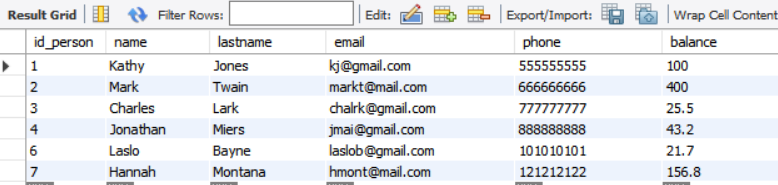 Result Grid Filter Rows: Edit: Export/Import: Wrap Cell Content
id_person name lastname email phone balance
1 Kathy Jones kj@gmail.com 555555555 100
2 Mark Twain markt@mail.com 666666666 400
3 Charles Lark chalrk@gmail.com 777777777 25.5
4 Jonathan Miers jmai@gmail.com 888888888 43.2
6 Laslo Bayne laslob@gmail.com 101010101 21.7
7 Hannah Montana hmont@mail.com 121212122 156.8